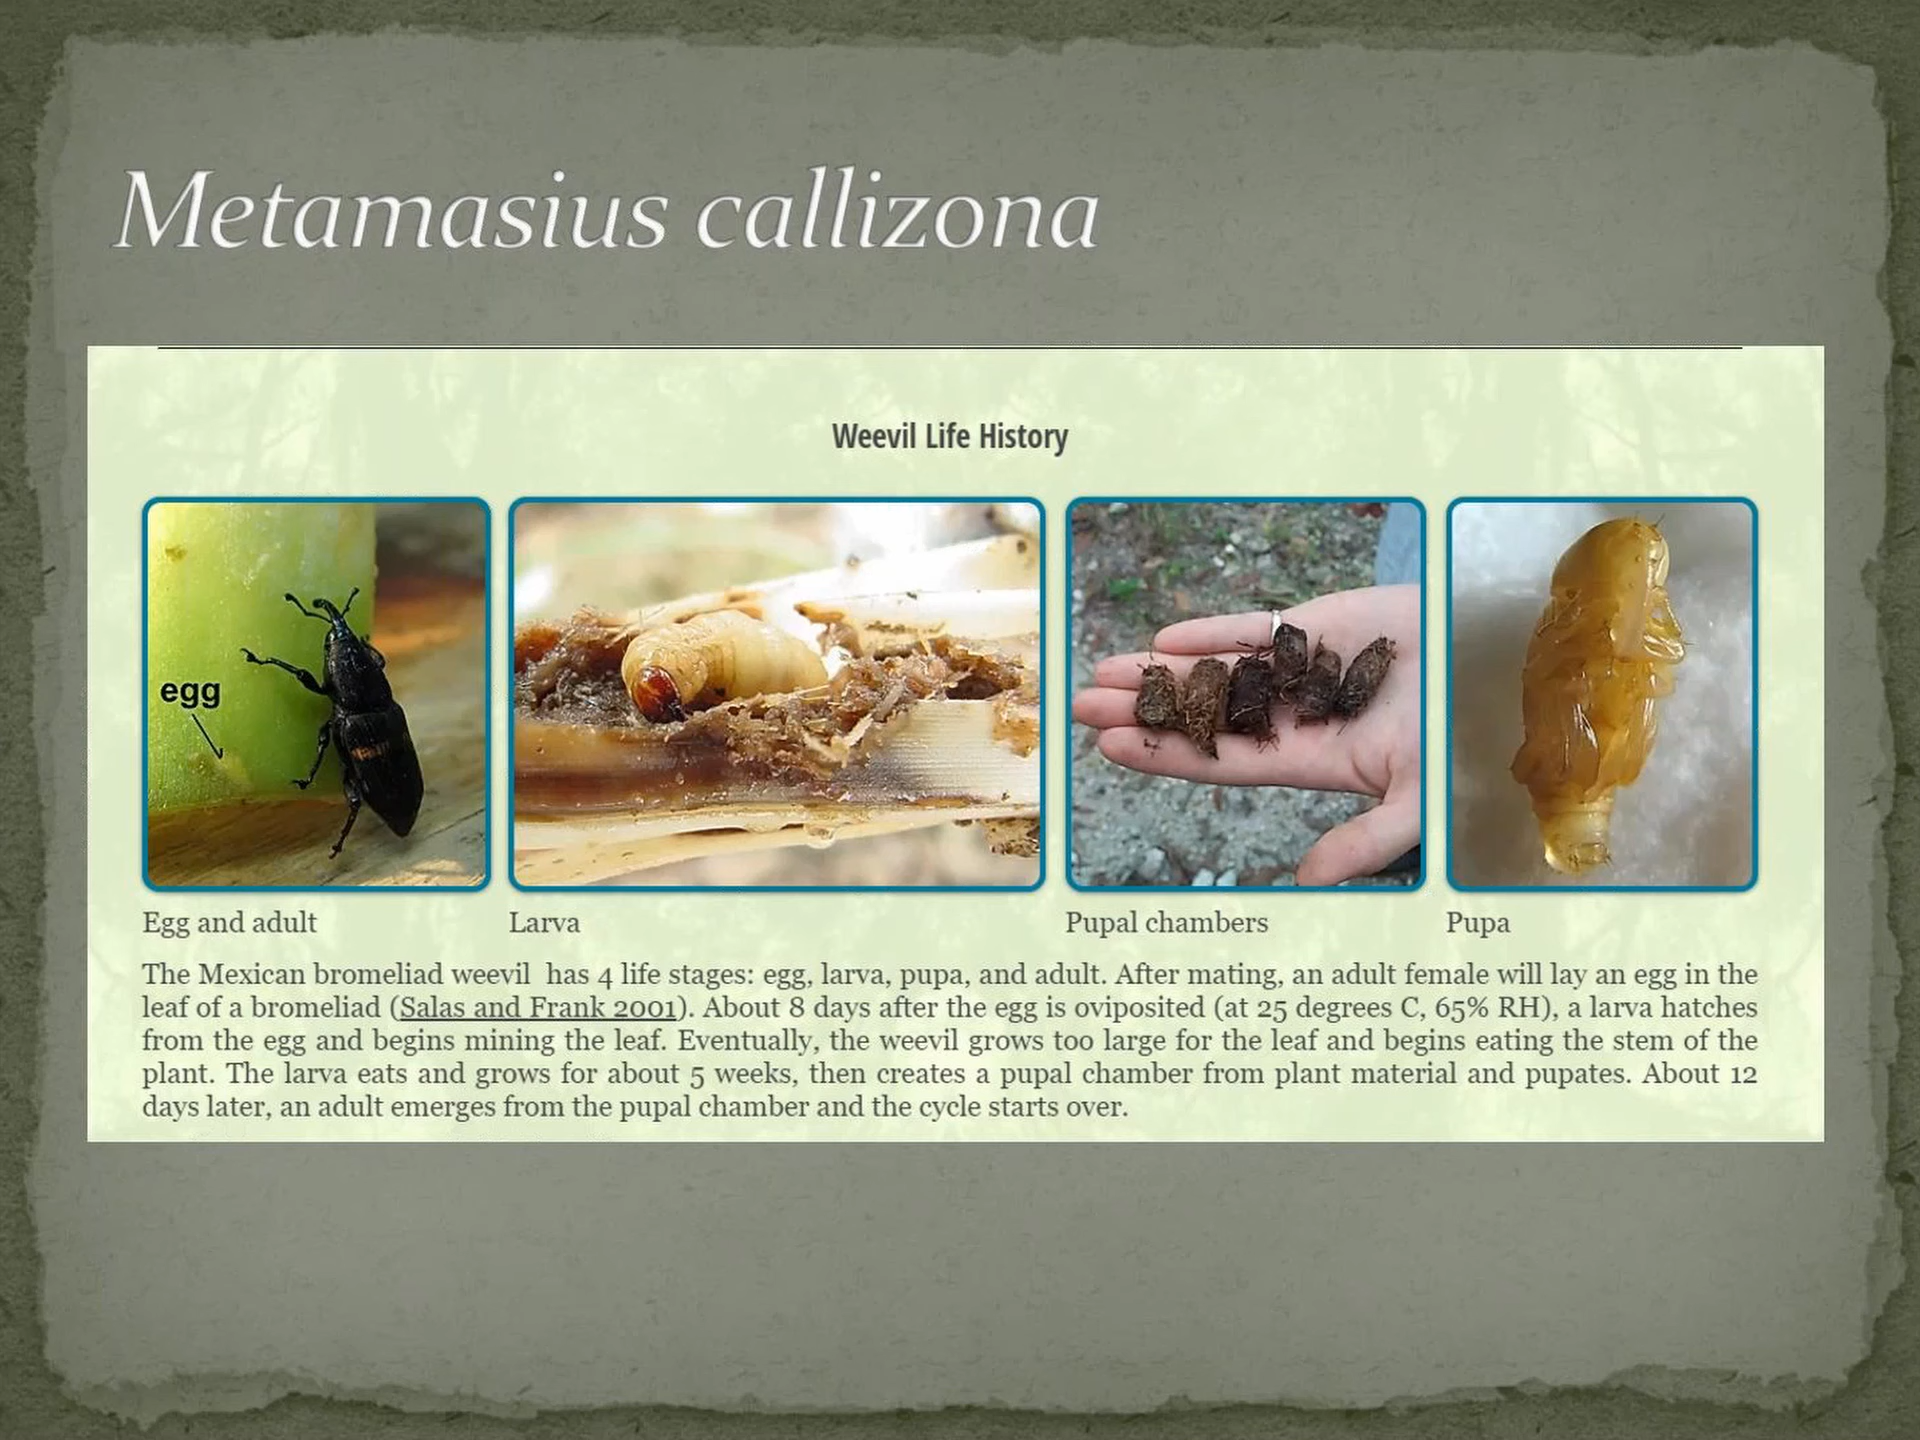 Metamasius callizona
Weevil Life History
egg
Egg and adult
Larva
Pupal chambers
Pupa
The Mexican bromeliad weevil  has 4 life stages: egg, larva, pupa, and adult. After mating, an adult female will lay an egg in the
leaf of a bromeliad (Salas and Frank 2001). About 8 days after the egg is oviposited (at 25 degrees C, 65% RH), a larva hatches
from the egg and begins mining the leaf. Eventually, the weevil grows too large for the leaf and begins eating the stem of the
plant. The larva eats and grows for about 5 weeks, then creates a pupal chamber from plant material and pupates. About 12
days later, an adult emerges from the pupal chamber and the cycle starts over.